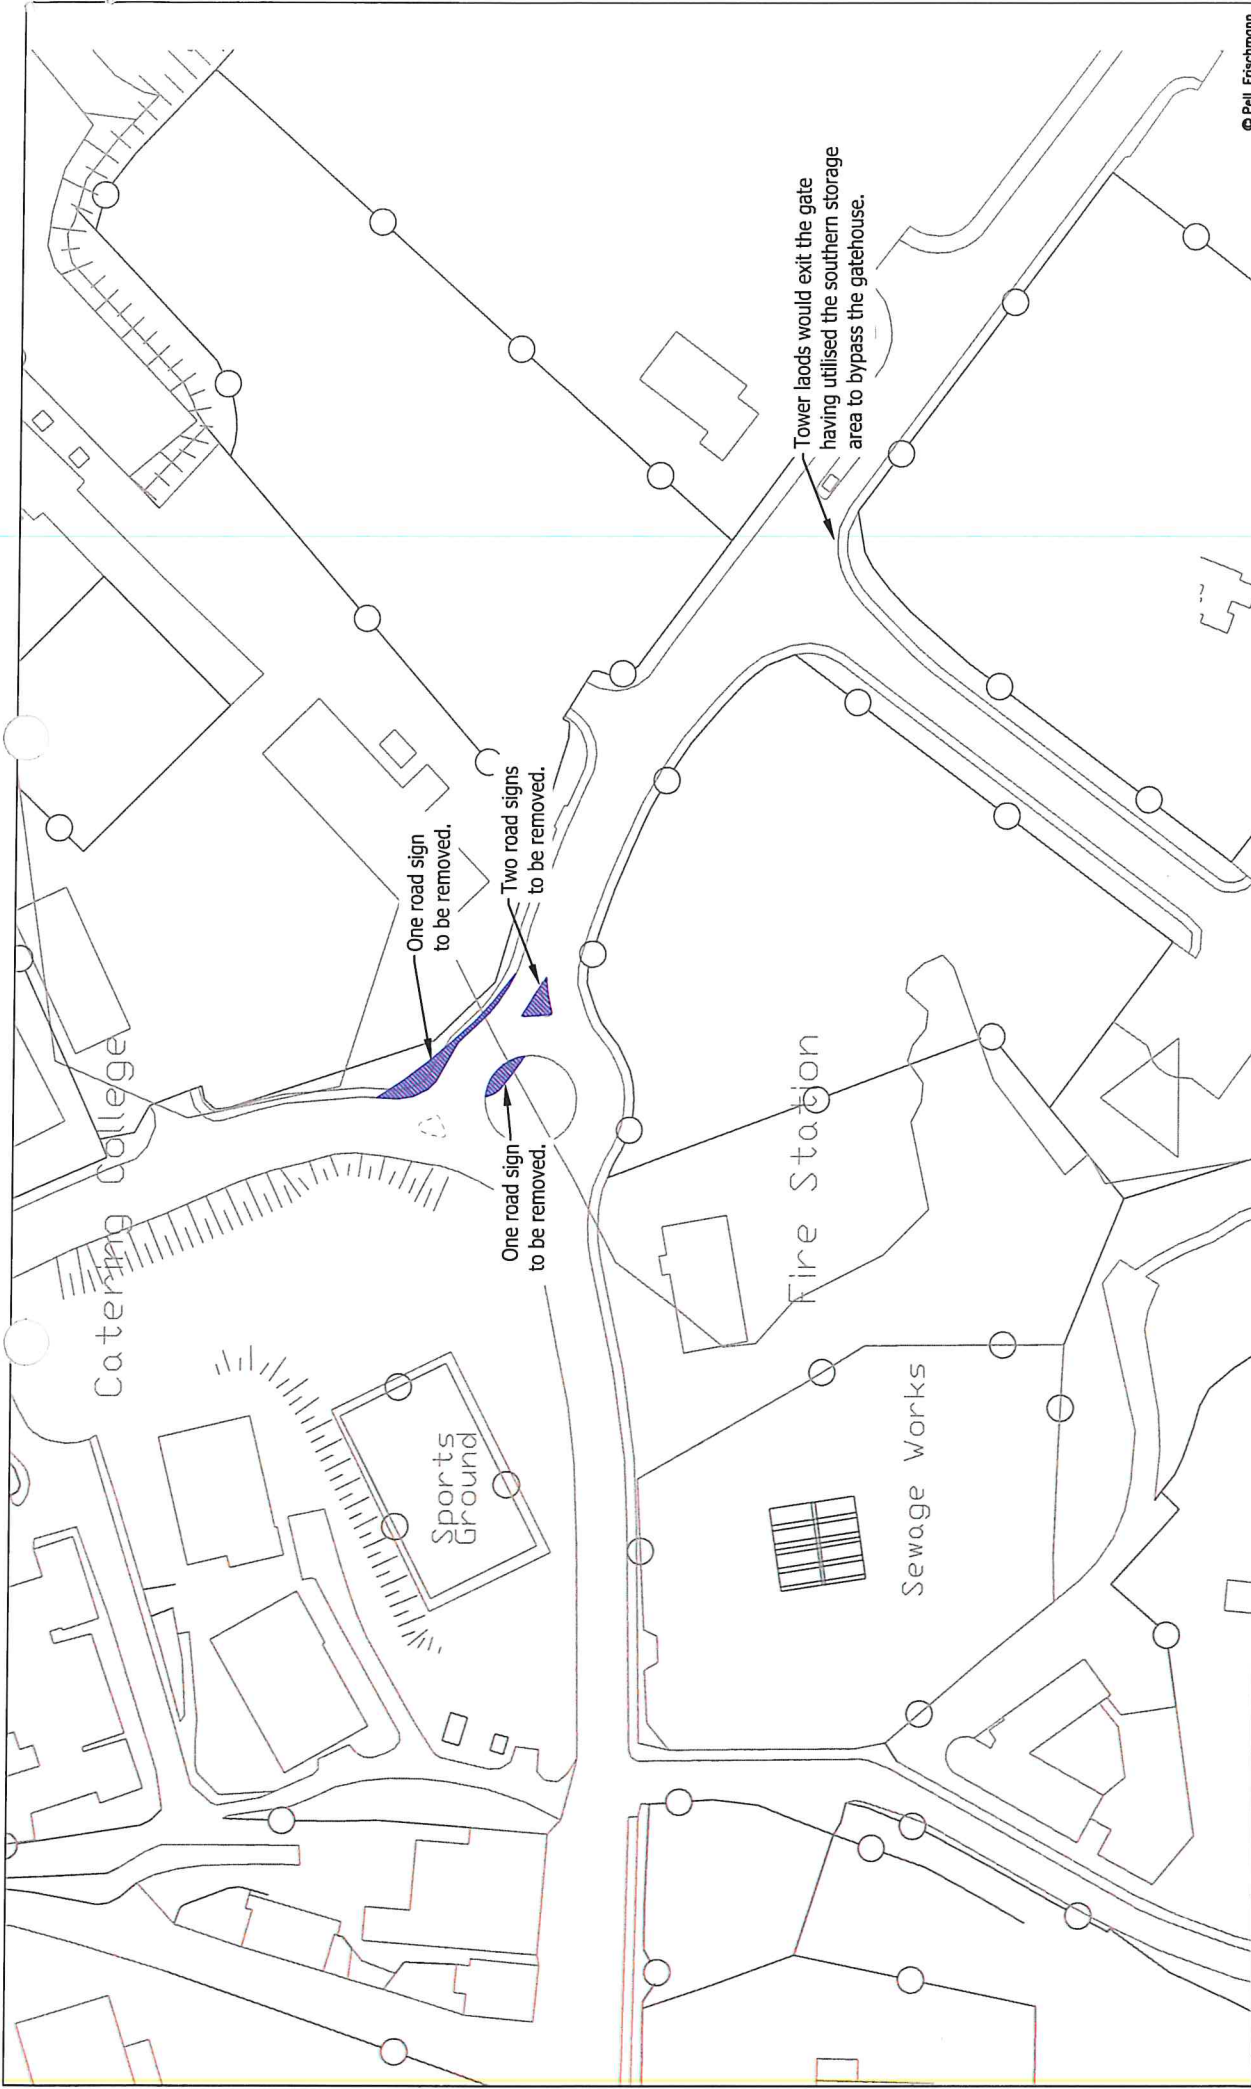 © Pell Frischmann
Tower laods would exit the gate
having utilised the southern storage
area to bypass the gatehouse.
One road sign
to be removed.
Two road signs
to be removed.
One road sign
to be removed.
Catering College
Fire Station
Sports
Ground
Sewage Works